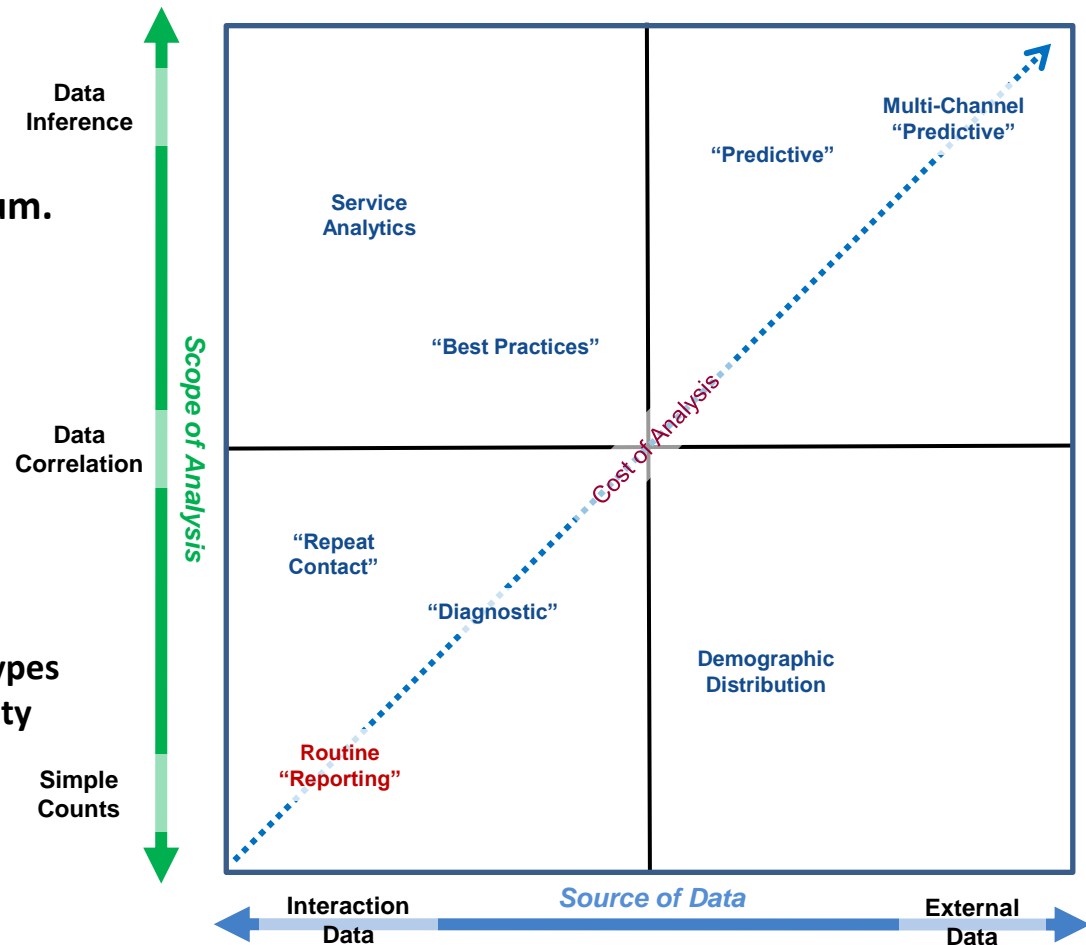 Data
Inference
um.
Scope of Analysis
Data
Correlation
ypes
ty
Simple
Counts
Multi-Channel
“Predictive”
“Predictive”
Service
Analytics
“Best Practices”
Cost of Analysis
“Repeat
Contact”
“Diagnostic”
Demographic
Distribution
Routine
“Reporting”
Interaction
Data
Source of Data
External
Data